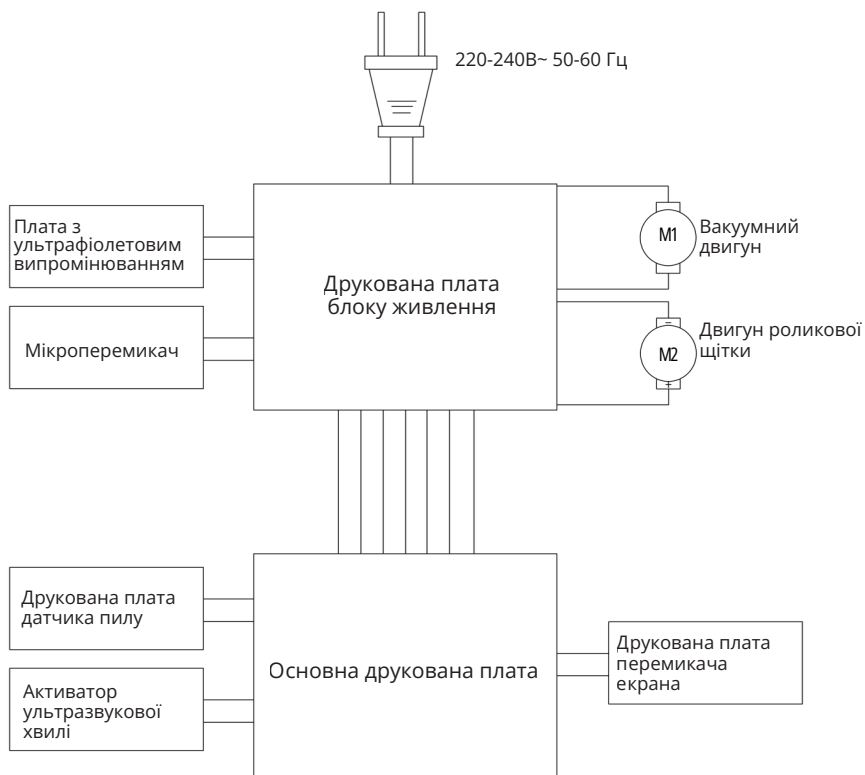 220-240В~ 50-60 Гц
Плата з
ультрафіолетовим
випромінюванням
Мікроперемикач
Друкована плата
блоку живлення
M1
Вакуумний
двигун
−
M2
+
Двигун роликової
щітки
Друкована плата
датчика пилу
Активатор
ультразвукової
хвилі
Основна друкована плата
Друкована плата
перемикача
екрана